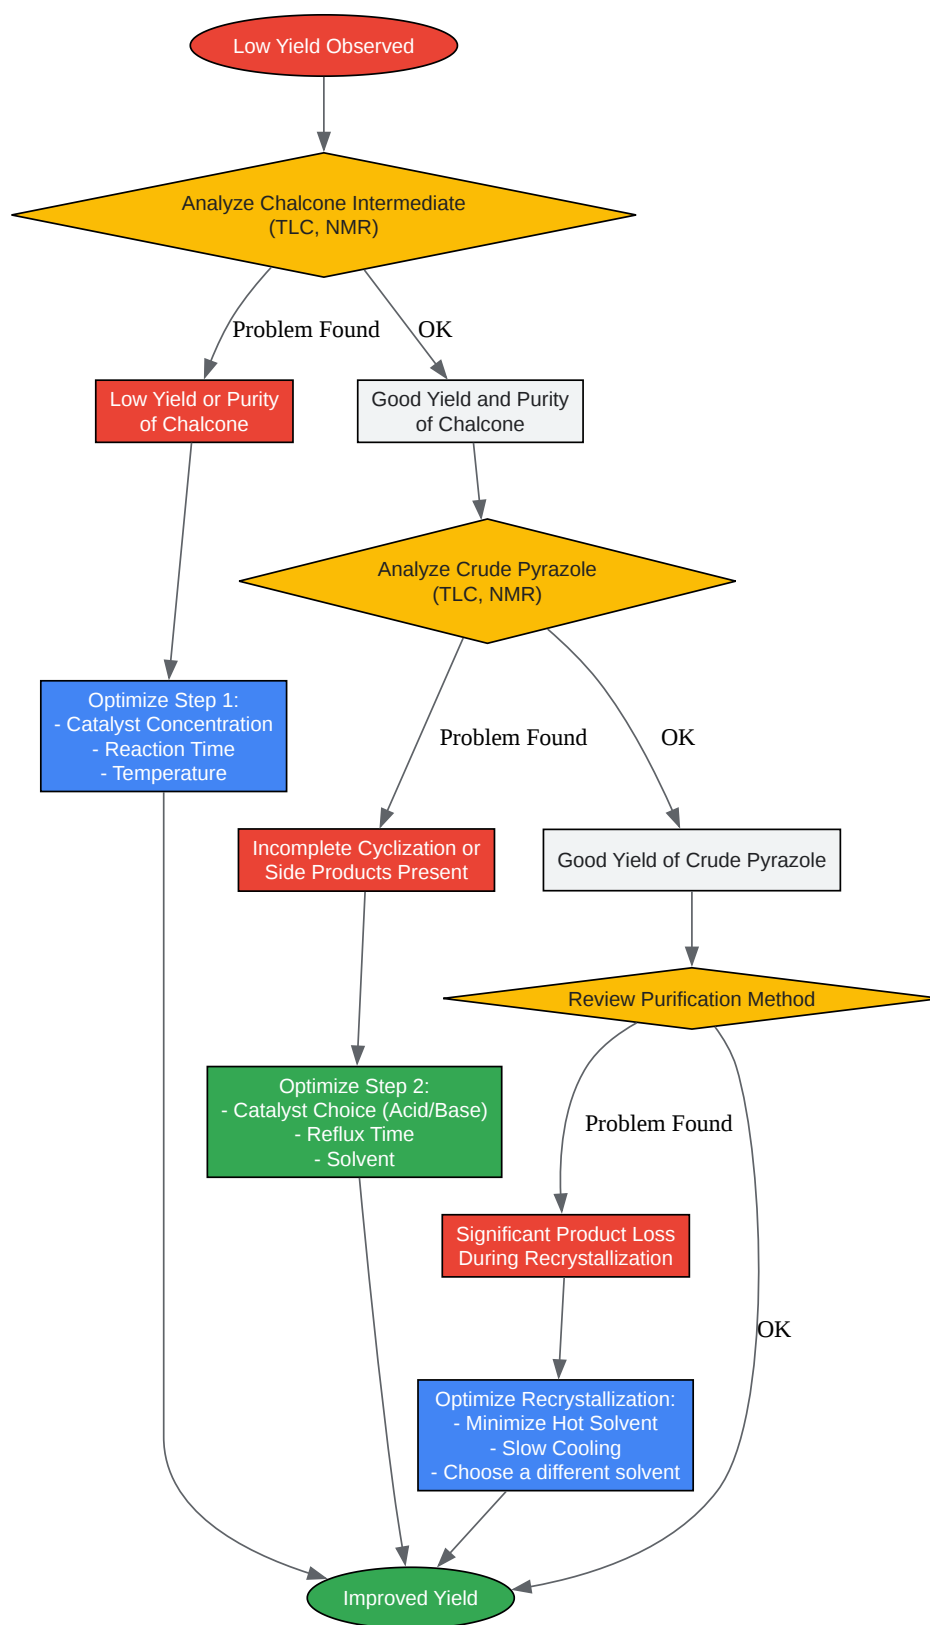 Low Yield Observed
Analyze Chalcone Intermediate
(TLC, NMR)
Problem Found
OK
Low Yield or Purity
of Chalcone
Good Yield and Purity
of Chalcone
Analyze Crude Pyrazole
(TLC, NMR)
Optimize Step 1:
- Catalyst Concentration
- Reaction Time
- Temperature
Problem Found
OK
Incomplete Cyclization or
Side Products Present
Good Yield of Crude Pyrazole
Review Purification Method
Optimize Step 2:
- Catalyst Choice (Acid/Base)
- Reflux Time
- Solvent
Problem Found
Significant Product Loss
During Recrystallization
OK
Optimize Recrystallization:
- Minimize Hot Solvent
- Slow Cooling
- Choose a different solvent
Improved Yield